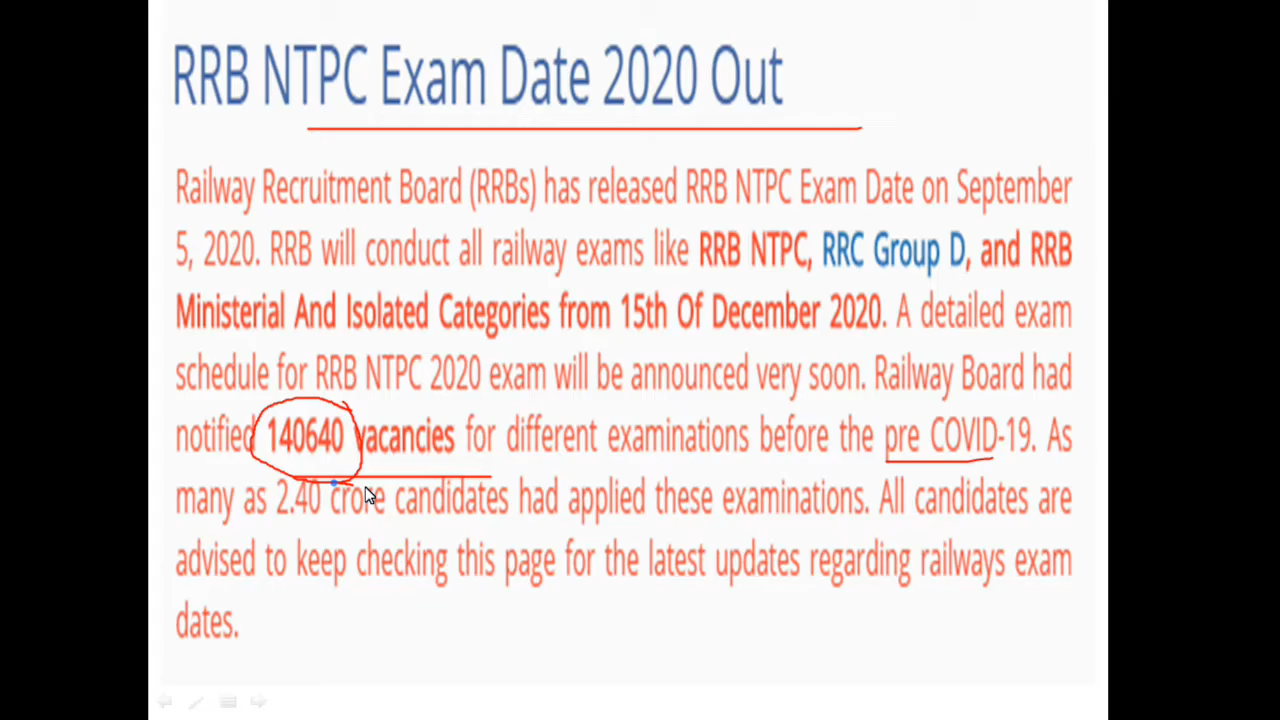 RRB NTPC Exam Date 2020 Out
Railway Recruitment Board (RRBs) has released RRB NTPC Exam Date on September
5, 2020. RRB will conduct all railway exams like RRB NTPC, RRC Group D, and RRB
Ministerial And Isolated Categories from 15th Of December 2020. A detailed exam
schedule for RRB NTPC 2020 exam will be announced very soon. Railway Board had
notified 140640 vacancies for different examinations before the pre COVID-19. As
many as 2.40 crore candidates had applied these examinations. All candidates are
advised to keep checking this page for the latest updates regarding railways exam
dates.